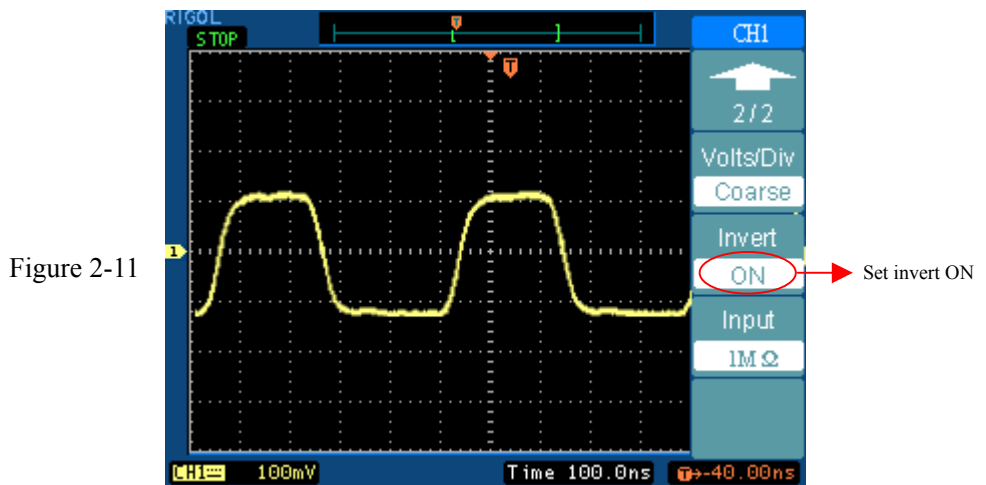 RIGOL
STOP
T
CH1
T
2/2
Volts/Div
Coarse
Invert
1
Figure 2-11
ON
Set invert ON
Input
1MΩ
CH1 100mV
Time 100.0ns
T→-40.00ns